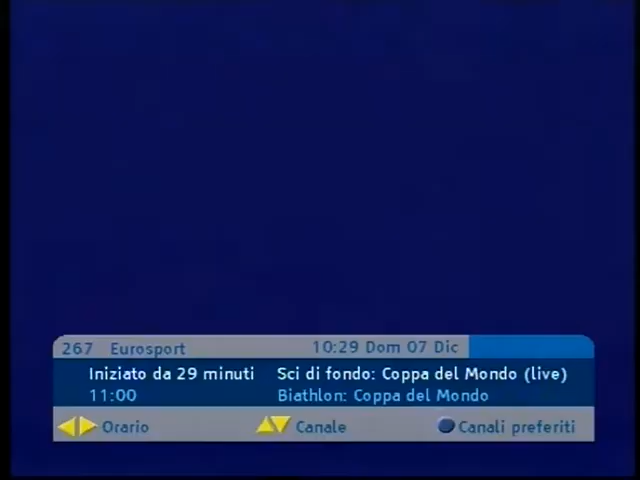 267 Eurosport 10:29 Dom 07 Dic
Iniziato da 29 minuti Sci di fondo: Coppa del Mondo (live)
11:00 Biathlon: Coppa del Mondo
Orario Canale Canali preferiti